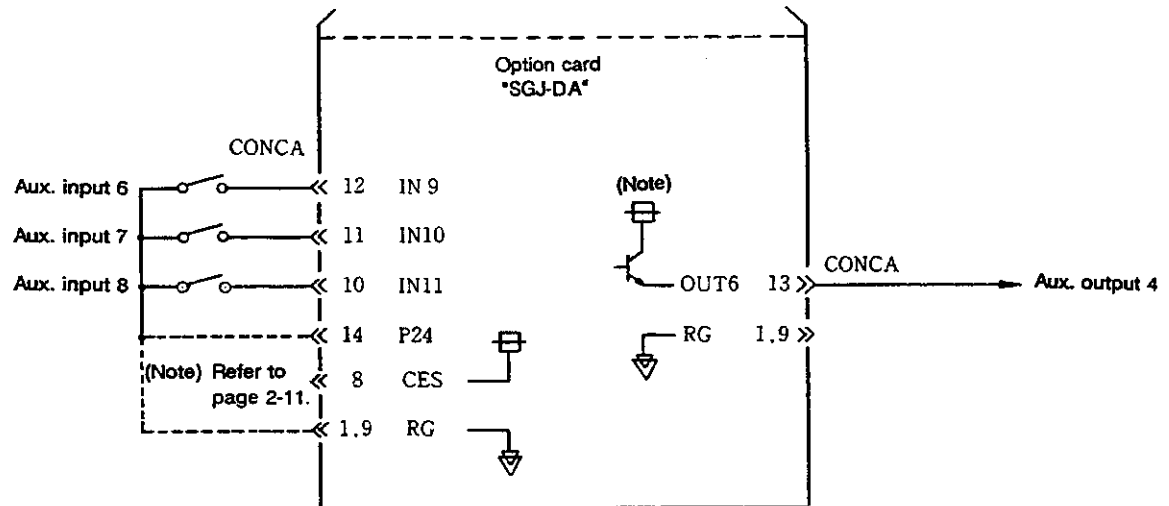 Option card
"SGJ-DA"
CONCA
Aux. input 6 12 IN 9
(Note)
Aux. input 7 11 IN10
CONCA
Aux. input 8 10 IN11 OUT6 13 Aux. output 4
14 P24 RG 1,9
(Note) Refer to
page 2-11.
8 CES
1,9 RG